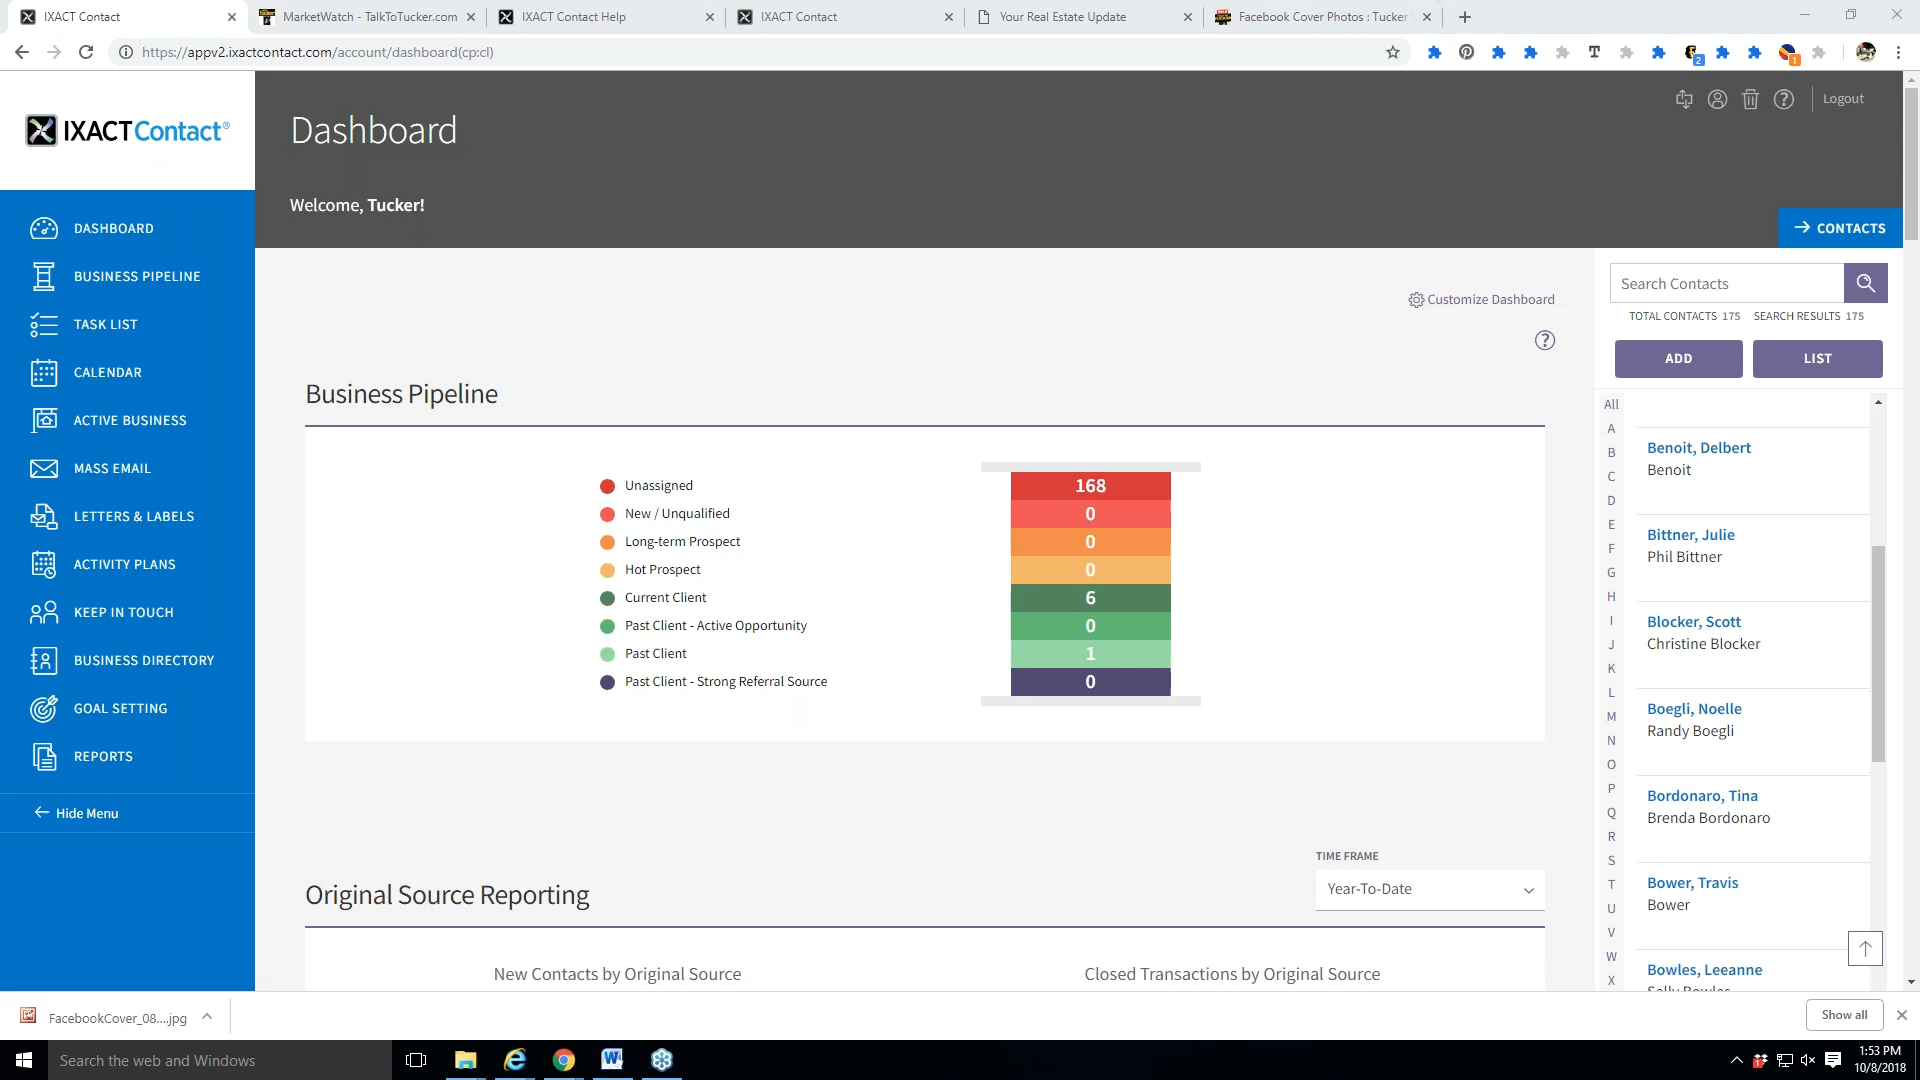 IXACT Contact
MarketWatch - TalkToTucker.com
IXACT Contact Help
IXACT Contact
Your Real Estate Update
Facebook Cover Photos : Tucker
https://appv2.ixactcontact.com/account/dashboard(cp:cl)
T
2
1
IXACTContact®
Dashboard
Logout
Welcome, Tucker!
CONTACTS
DASHBOARD
BUSINESS PIPELINE
TASK LIST
CALENDAR
ACTIVE BUSINESS
MASS EMAIL
LETTERS & LABELS
ACTIVITY PLANS
KEEP IN TOUCH
BUSINESS DIRECTORY
GOAL SETTING
REPORTS
Hide Menu
Customize Dashboard
?
Business Pipeline
Unassigned 168
New / Unqualified 0
Long-term Prospect 0
Hot Prospect 0
Current Client 6
Past Client - Active Opportunity 0
Past Client 1
Past Client - Strong Referral Source 0
TIME FRAME
Year-To-Date
Original Source Reporting
New Contacts by Original Source
Closed Transactions by Original Source
Search Contacts
TOTAL CONTACTS 175 SEARCH RESULTS 175
ADD LIST
All
A
B
C
D
E
F
G
H
I
J
K
L
M
N
O
P
Q
R
S
T
U
V
W
X
Benoit, Delbert
Benoit
Bittner, Julie
Phil Bittner
Blocker, Scott
Christine Blocker
Boegli, Noelle
Randy Boegli
Bordonaro, Tina
Brenda Bordonaro
Bower, Travis
Bower
Bowles, Leeanne
Sally Bowles
FacebookCover_08....jpg
Show all
Search the web and Windows
1:53 PM
10/8/2018